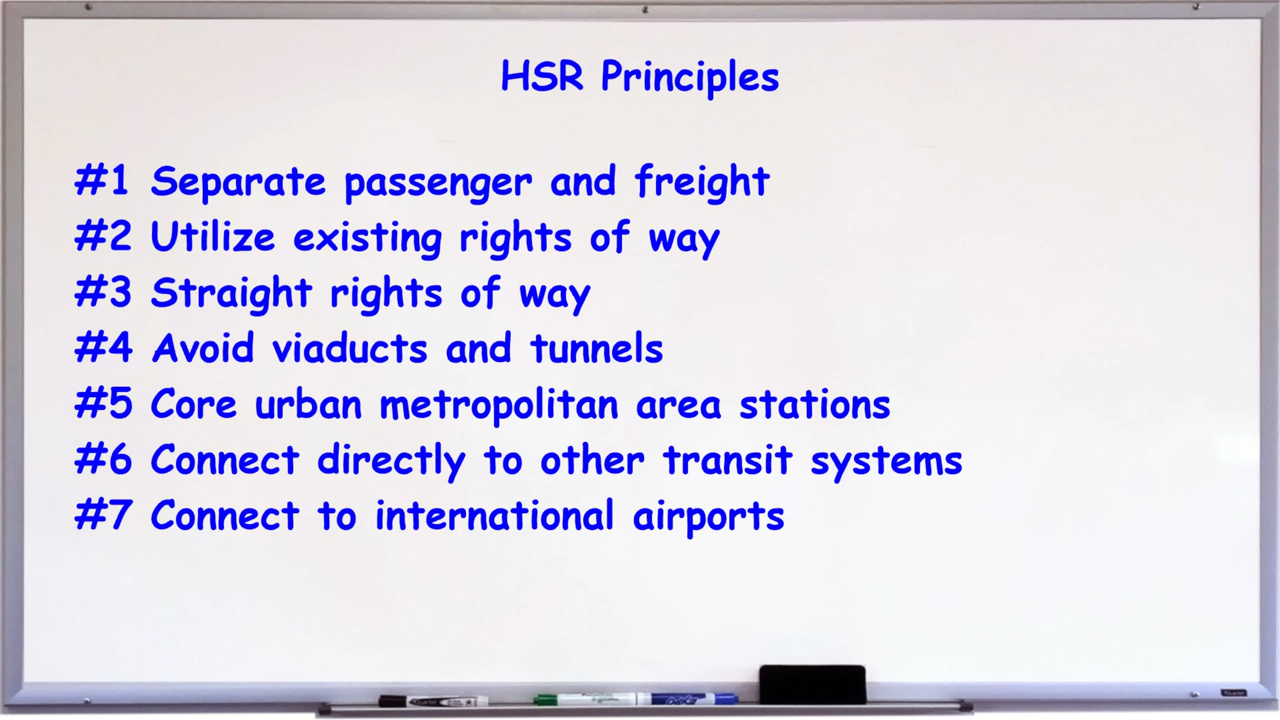 HSR Principles
#1 Separate passenger and freight
#2 Utilize existing rights of way
#3 Straight rights of way
#4 Avoid viaducts and tunnels
#5 Core urban metropolitan area stations
#6 Connect directly to other transit systems
#7 Connect to international airports